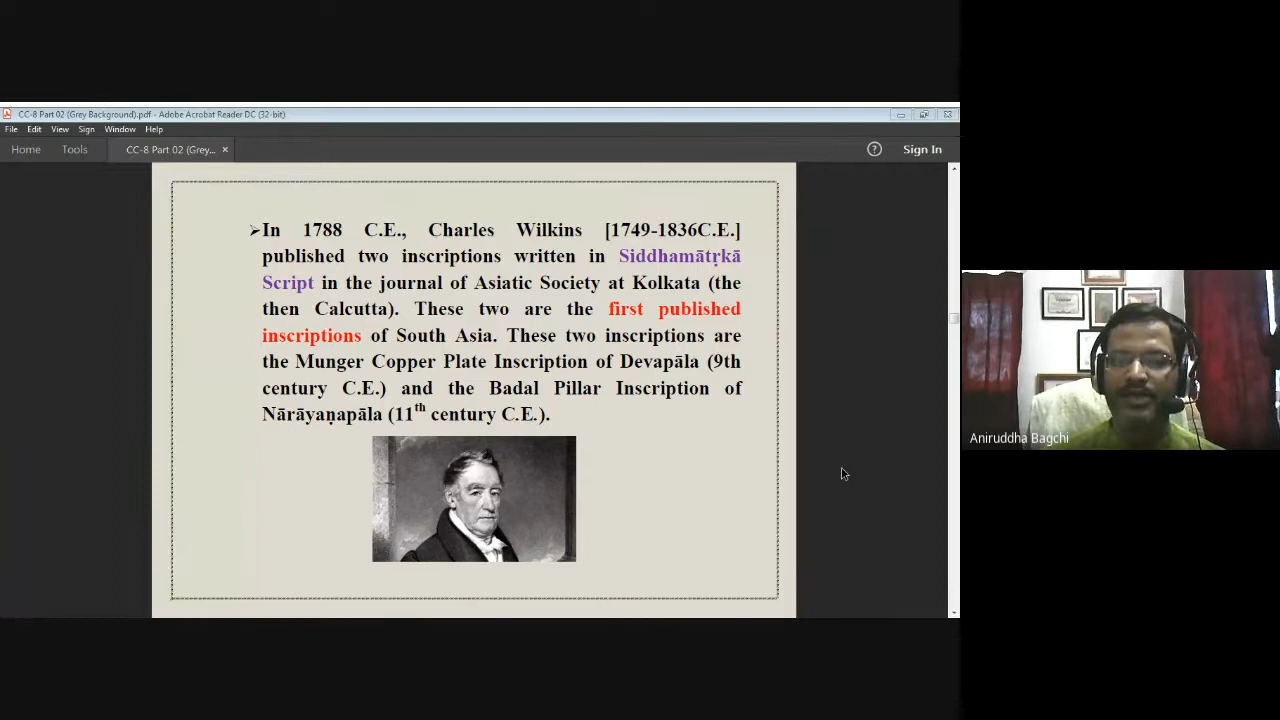 CC-8 Part 02 (Grey Background).pdf - Adobe Acrobat Reader DC (32-bit)
File Edit View Sign Window Help
Home Tools CC-8 Part 02 (Grey... × ? Sign In
➢In 1788 C.E., Charles Wilkins [1749-1836C.E.]
published two inscriptions written in Siddhamātṛkā
Script in the journal of Asiatic Society at Kolkata (the
then Calcutta). These two are the first published
inscriptions of South Asia. These two inscriptions are
the Munger Copper Plate Inscription of Devapāla (9th
century C.E.) and the Badal Pillar Inscription of
Nārāyaṇapāla (11th century C.E.).
Aniruddha Bagchi